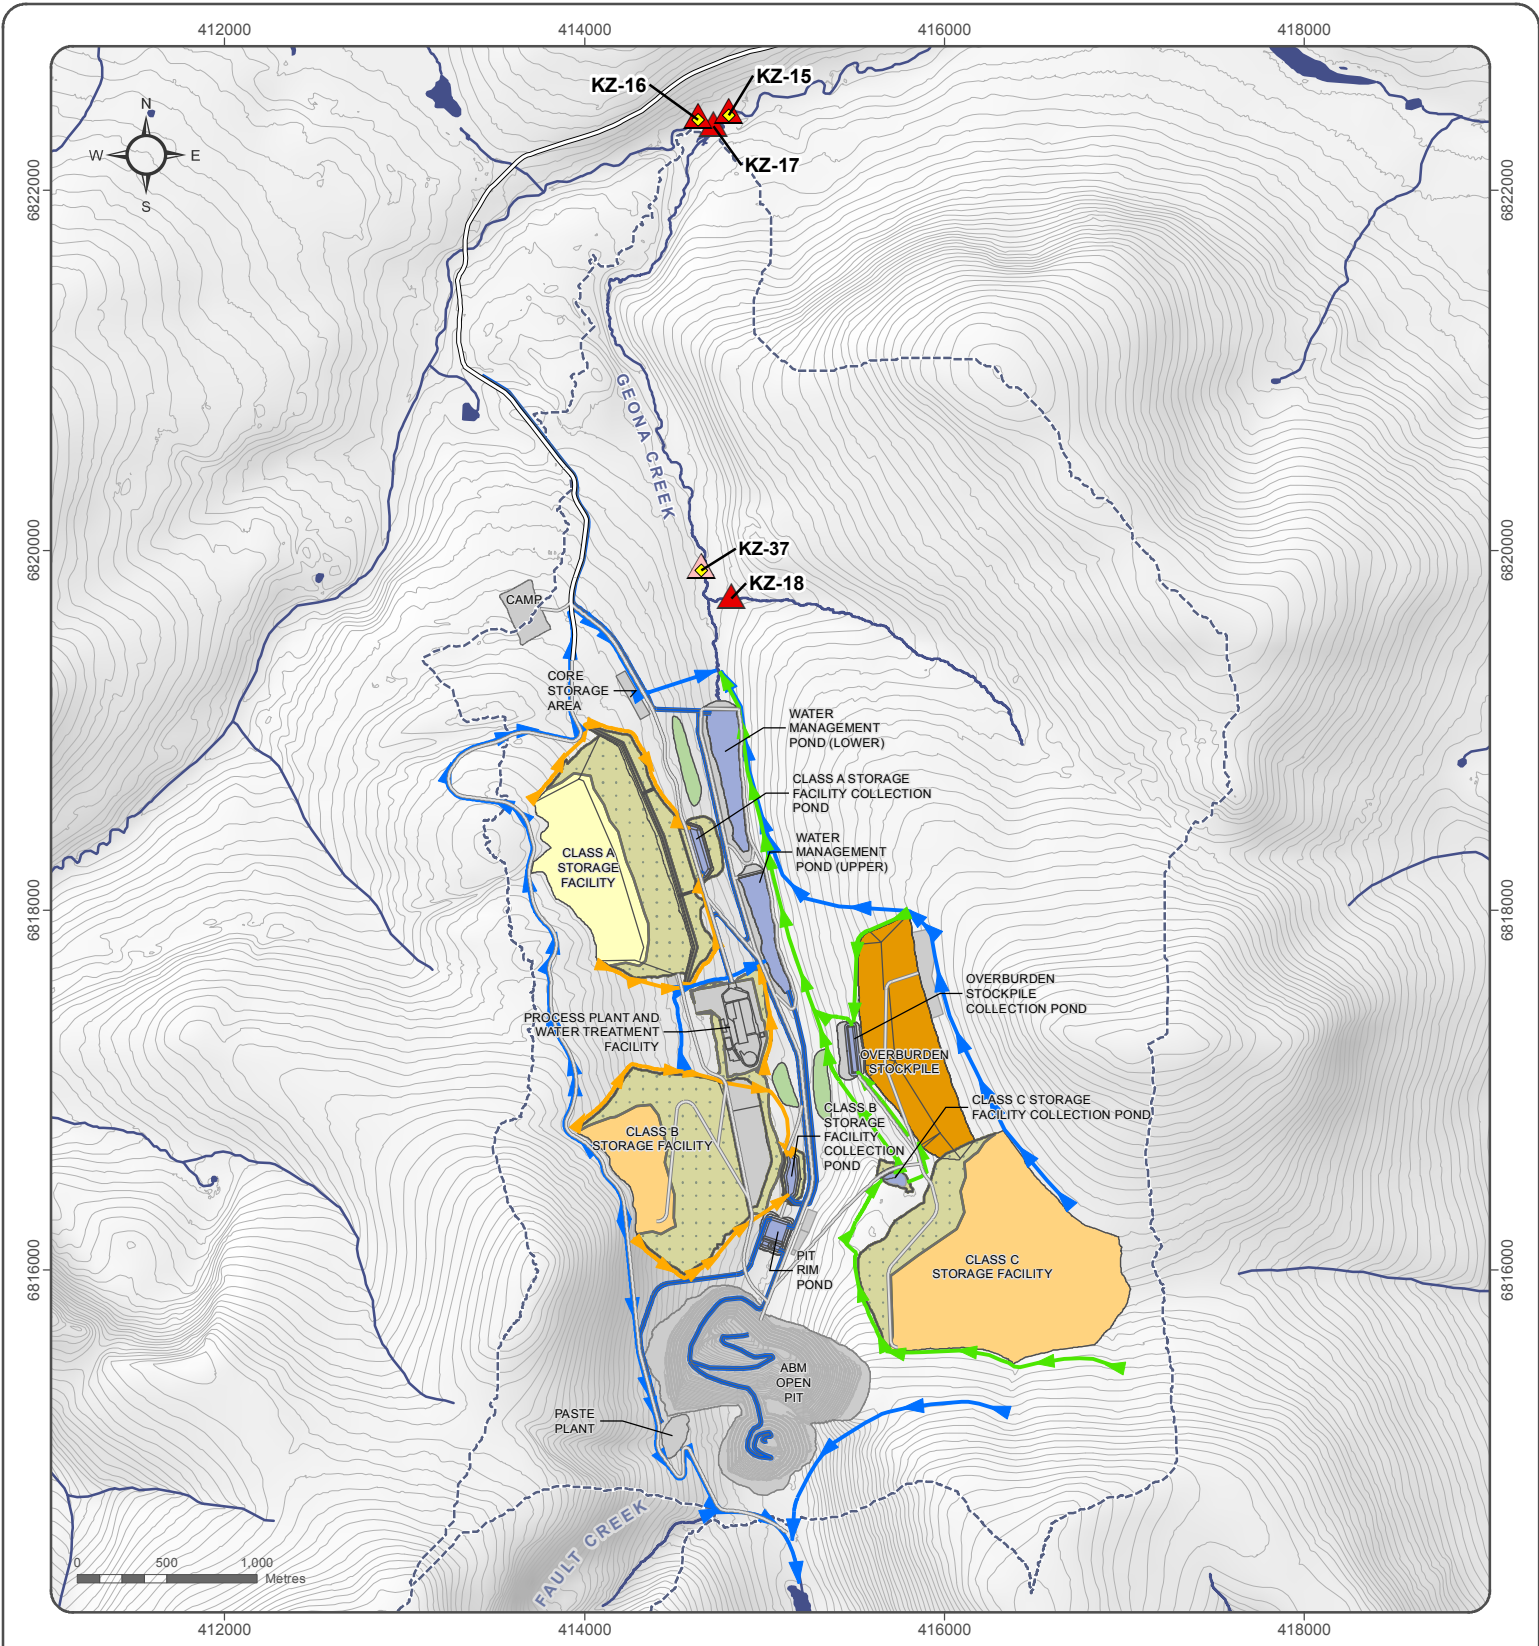 412000
414000
416000
418000
KZ-16
KZ-15
KZ-17
N
W
E
S
6822000
6822000
GEONA CREEK
6820000
6820000
KZ-37
KZ-18
CAMP
CORE
STORAGE
AREA
WATER
MANAGEMENT
POND (LOWER)
CLASS A STORAGE
FACILITY COLLECTION
POND
WATER
MANAGEMENT
POND (UPPER)
CLASS A
STORAGE
FACILITY
6818000
6818000
OVERBURDEN
STOCKPILE
COLLECTION POND
PROCESS PLANT AND
WATER TREATMENT
FACILITY
OVERBURDEN
STOCKPILE
CLASS C STORAGE
FACILITY COLLECTION POND
CLASS B
STORAGE
FACILITY
COLLECTION
POND
CLASS B
STORAGE FACILITY
CLASS C
STORAGE FACILITY
6816000
6816000
PIT
RIM
POND
ABM
OPEN
PIT
PASTE
PLANT
FAULT CREEK
0
500
1,000
Metres
412000
414000
416000
418000